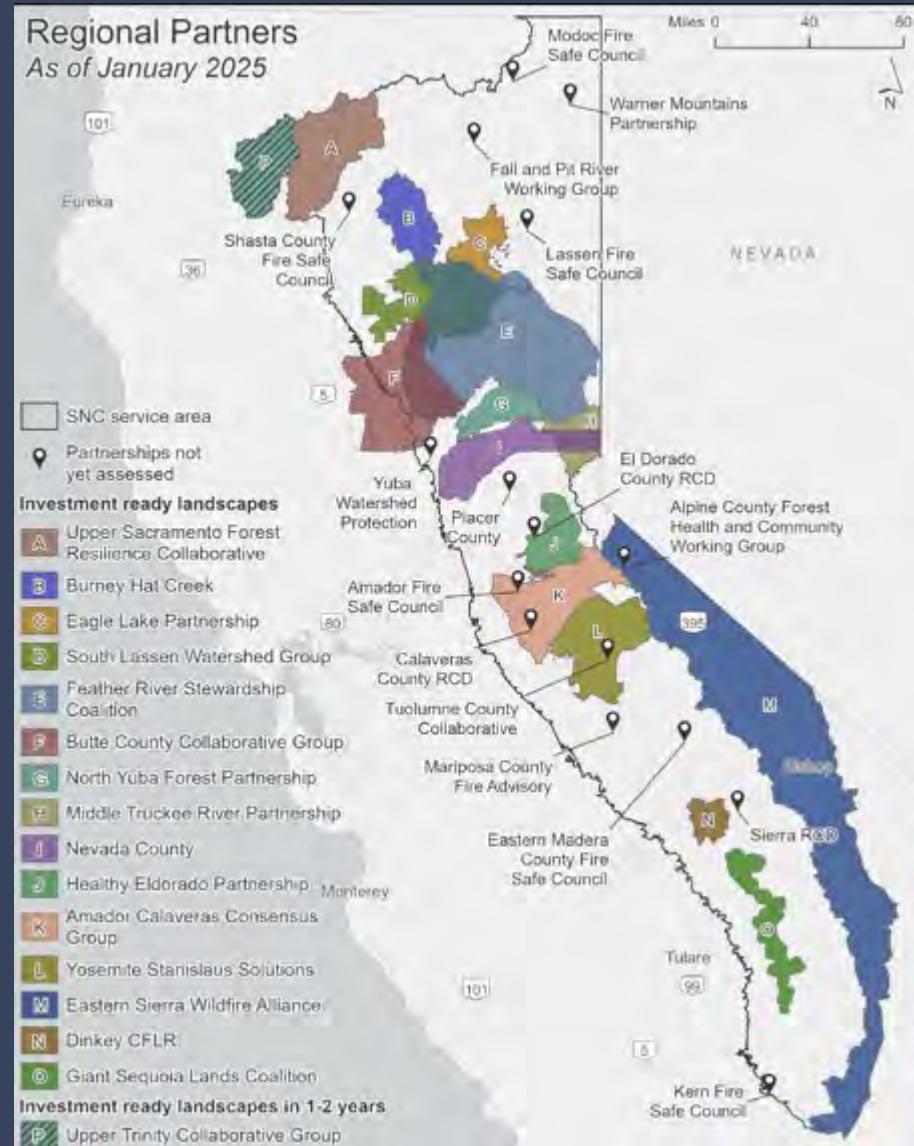 Regional Partners
As of January 2025
Miles 0 40 80
N
Modoc Fire
Safe Council
Warner Mountains
Partnership
101
P
A
Fall and Pit River
Working Group
Eureka
B
C
Shasta County
Fire Safe
Council
Lassen Fire
Safe Council
NEVADA
36
D
E
F
5
G
H
I
SNC service area
Partnerships not
yet assessed
Yuba
Watershed
Protection
Placer
County
El Dorado
County RCD
Alpine County Forest
Health and Community
Working Group
J
K
Amador Fire
Safe Council
80
395
L
Calaveras
County RCD
Tuolumne County
Collaborative
M
Mariposa County
Fire Advisory
Bishop
Eastern Madera
County Fire
Safe Council
N
Sierra RCD
Monterey
O
Tulare
101
99
5
Kern Fire
Safe Council
Investment ready landscapes
A Upper Sacramento Forest
Resilience Collaborative
B Burney Hat Creek
C Eagle Lake Partnership
D South Lassen Watershed Group
E Feather River Stewardship
Coalition
F Butte County Collaborative Group
G North Yuba Forest Partnership
H Middle Truckee River Partnership
I Nevada County
J Healthy Eldorado Partnership
K Amador Calaveras Consensus
Group
L Yosemite Stanislaus Solutions
M Eastern Sierra Wildfire Alliance
N Dinkey CFLR
O Giant Sequoia Lands Coalition
Investment ready landscapes in 1-2 years
P Upper Trinity Collaborative Group